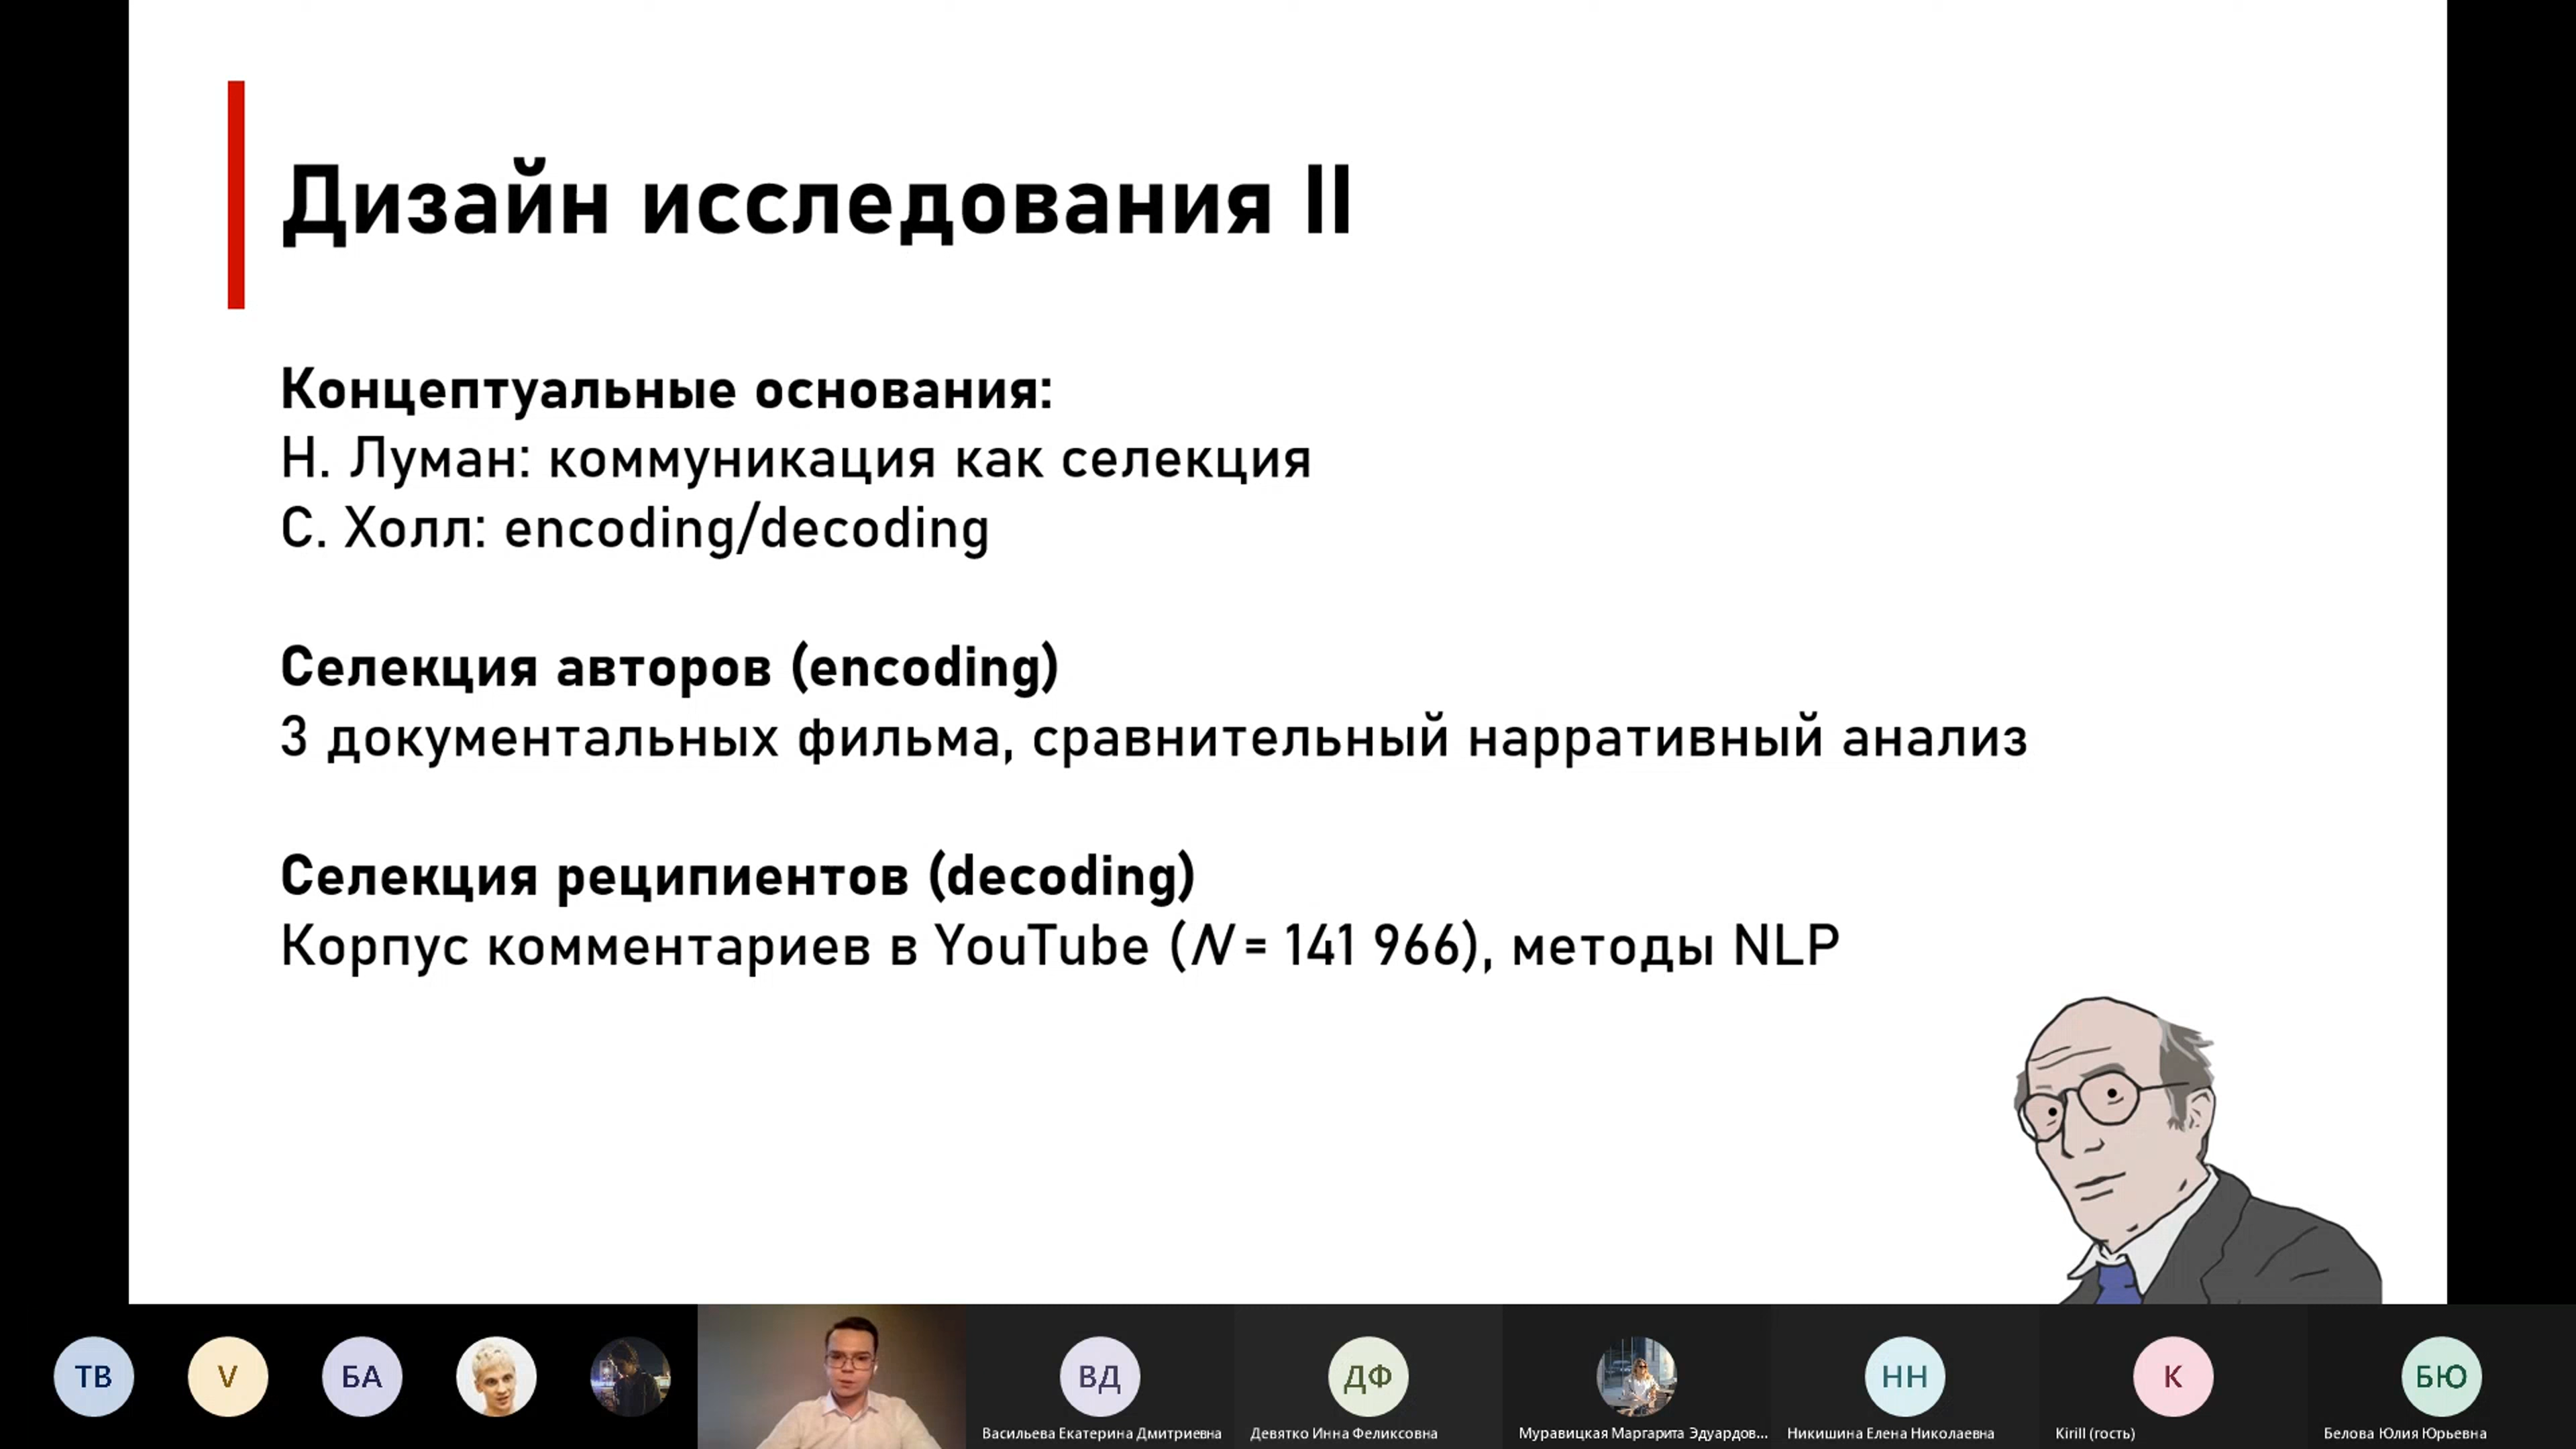 Дизайн исследования II
Концептуальные основания:
Н. Луман: коммуникация как селекция
С. Холл: encoding/decoding
Селекция авторов (encoding)
3 документальных фильма, сравнительный нарративный анализ
Селекция реципиентов (decoding)
Корпус комментариев в YouTube (N = 141 966), методы NLP
ТВ
V
БА
ВД
Васильева Екатерина Дмитриевна
ДФ
Девятко Инна Феликсовна
Муравицкая Маргарита Эдуардов...
НН
Никишина Елена Николаевна
K
Kirill (гость)
БЮ
Белова Юлия Юрьевна